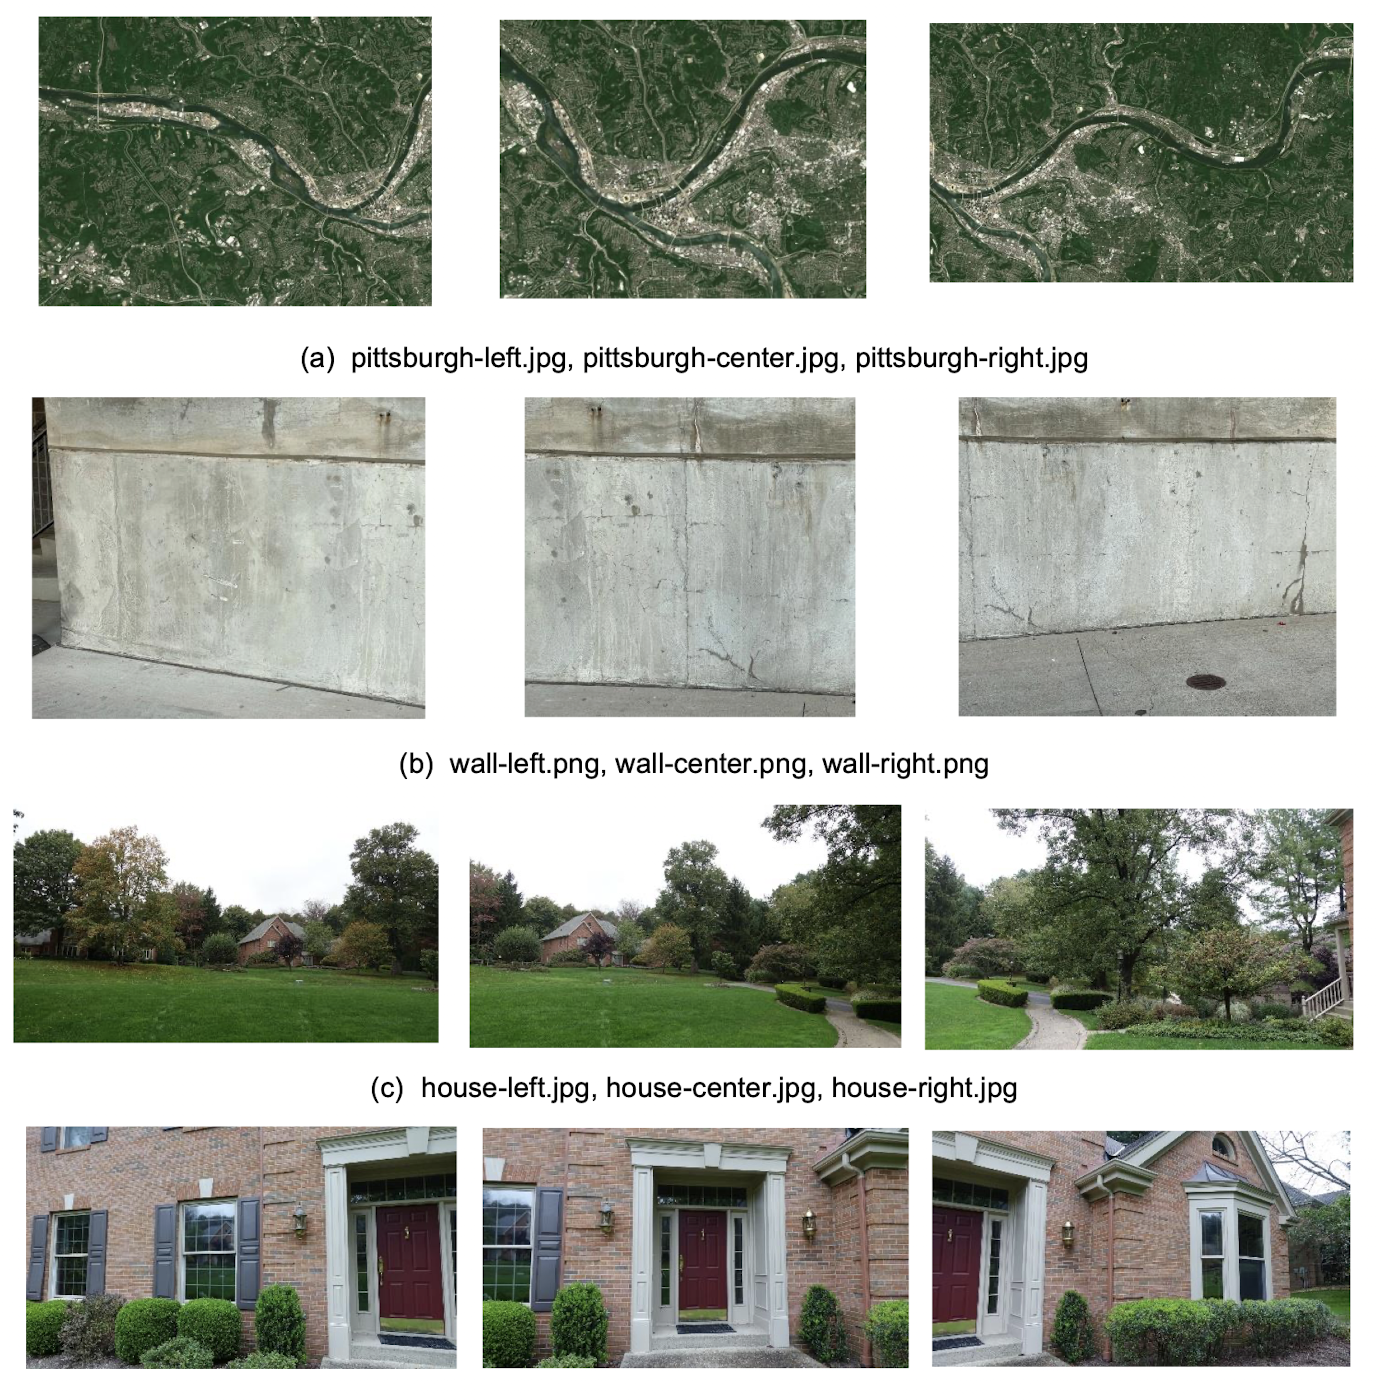 (a) pittsburgh-left.jpg, pittsburgh-center.jpg, pittsburgh-right.jpg
(b) wall-left.png, wall-center.png, wall-right.png
(c) house-left.jpg, house-center.jpg, house-right.jpg